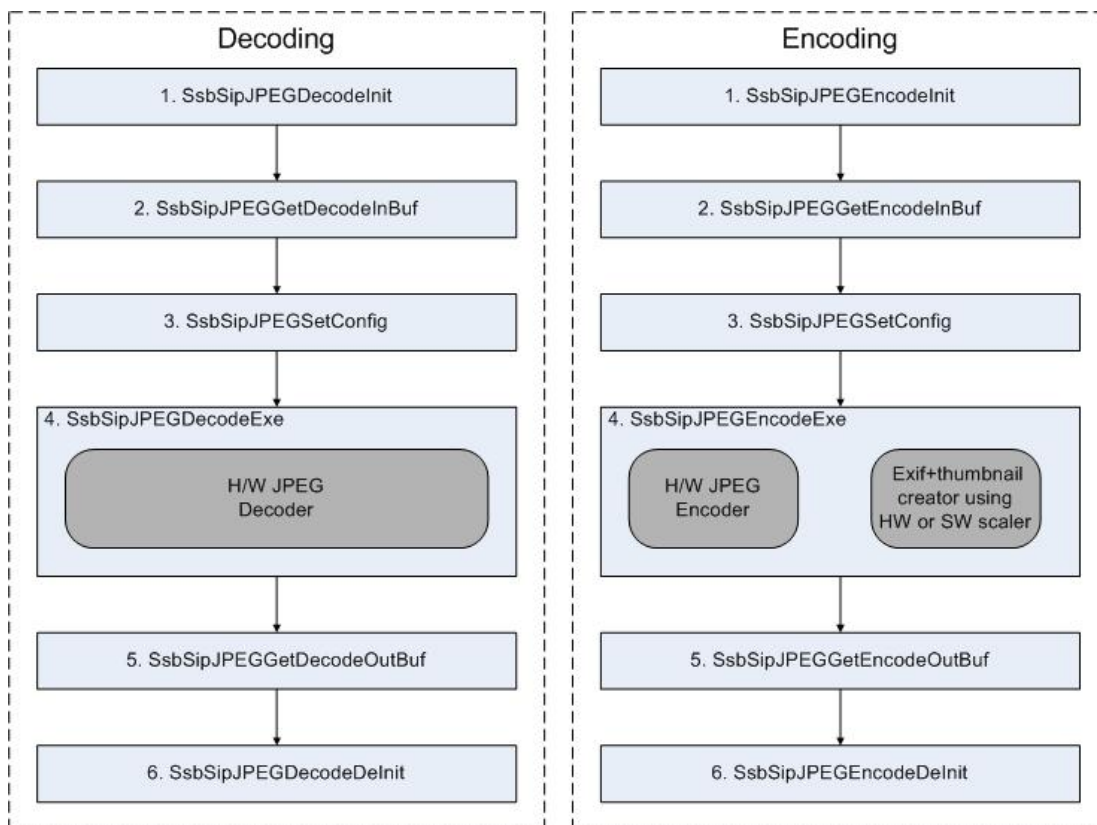 Decoding
1. SsbSipJPEGDecodeInit
2. SsbSipJPEGGetDecodeInBuf
3. SsbSipJPEGSetConfig
4. SsbSipJPEGDecodeExe
H/W JPEG
Decoder
5. SsbSipJPEGGetDecodeOutBuf
6. SsbSipJPEGDecodeDeInit
Encoding
1. SsbSipJPEGEncodeInit
2. SsbSipJPEGGetEncodeInBuf
3. SsbSipJPEGSetConfig
4. SsbSipJPEGEncodeExe
H/W JPEG
Encoder
Exif+thumbnail
creator using
HW or SW scaler
5. SsbSipJPEGGetEncodeOutBuf
6. SsbSipJPEGEncodeDeInit